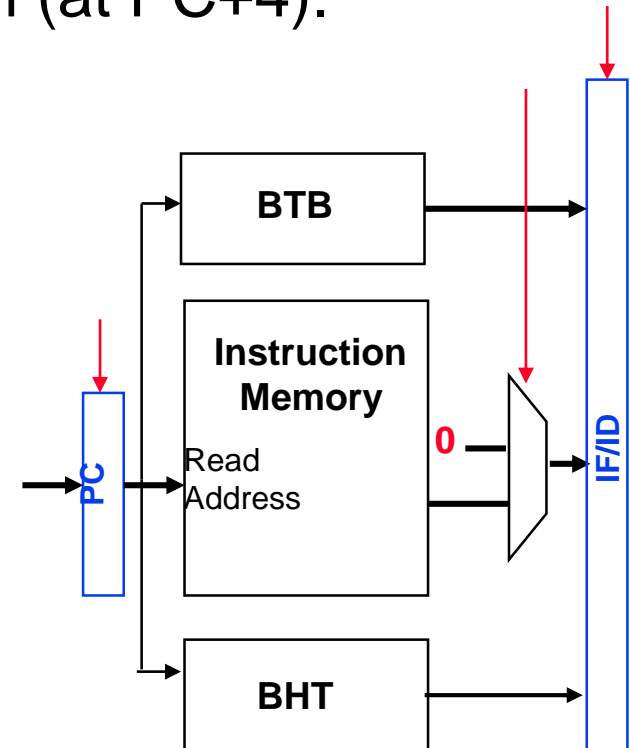 (at PC+4).
BTB
Instruction
Memory
0
Read
Address
PC
IF/ID
BHT